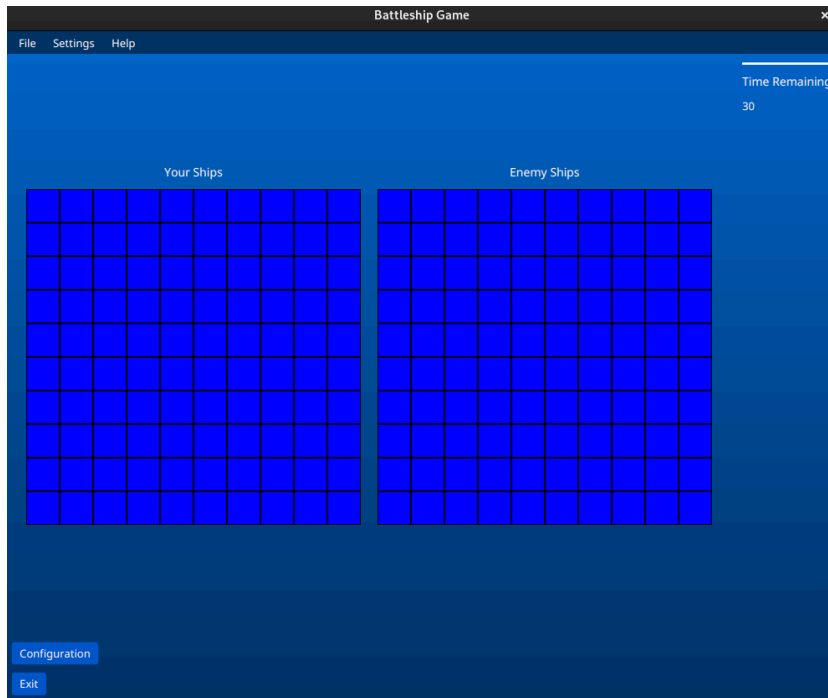 Battleship Game
File Settings Help
Time Remaining
30
Your Ships Enemy Ships
Configuration
Exit